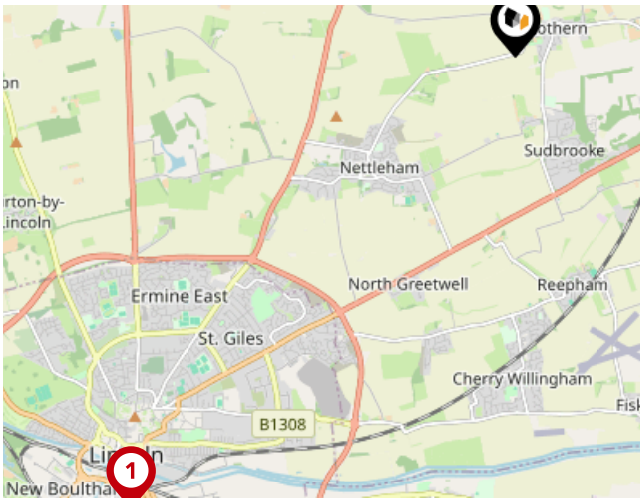 othern
on
Nettleham
Sudbrooke
rton-by-
Lincoln
North Greetwell
Reepham
Ermine East
St. Giles
Cherry Willingham
Fisk
B1308
Lin n
1
New Boultha